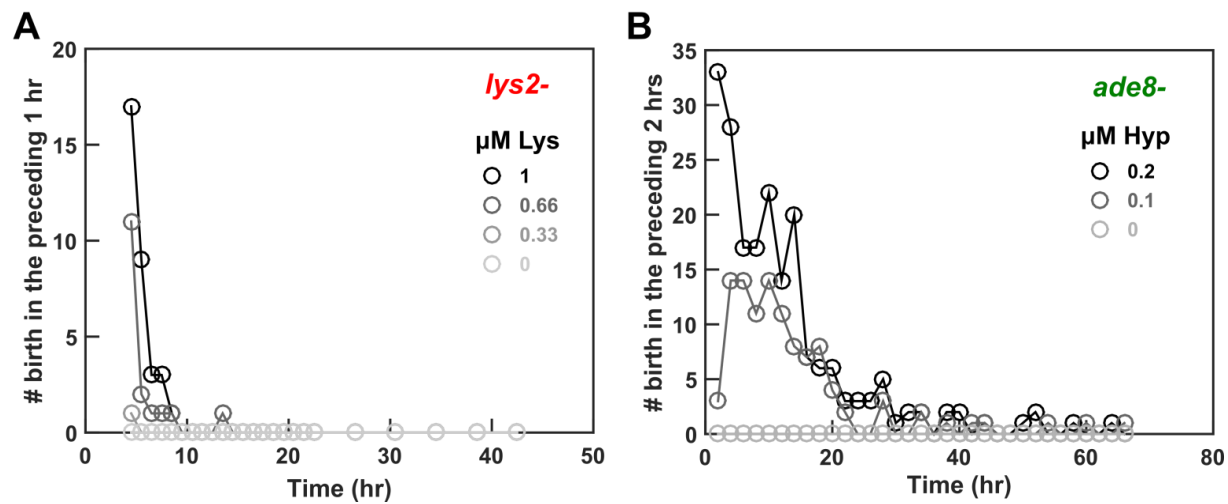 A
# birth in the preceding 1 hr
20
15
10
5
0
0 10 20 30 40 50
Time (hr)
lys2-
µM Lys
1
0.66
0.33
0
B
# birth in the preceding 2 hrs
35
30
25
20
15
10
5
0
0 20 40 60 80
Time (hr)
ade8-
µM Hyp
0.2
0.1
0